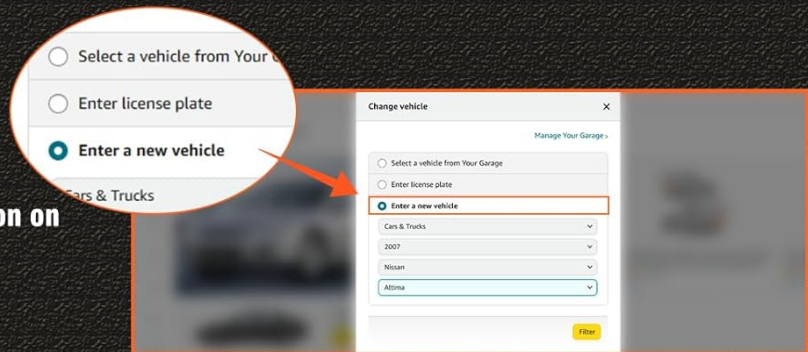 Select a vehicle from Your
Enter license plate
Enter a new vehicle
Cars & Trucks
on on
Change vehicle
Manage Your Garage
Select a vehicle from Your Garage
Enter license plate
Enter a new vehicle
Cars & Trucks
2007
Nissan
Altima
Filter